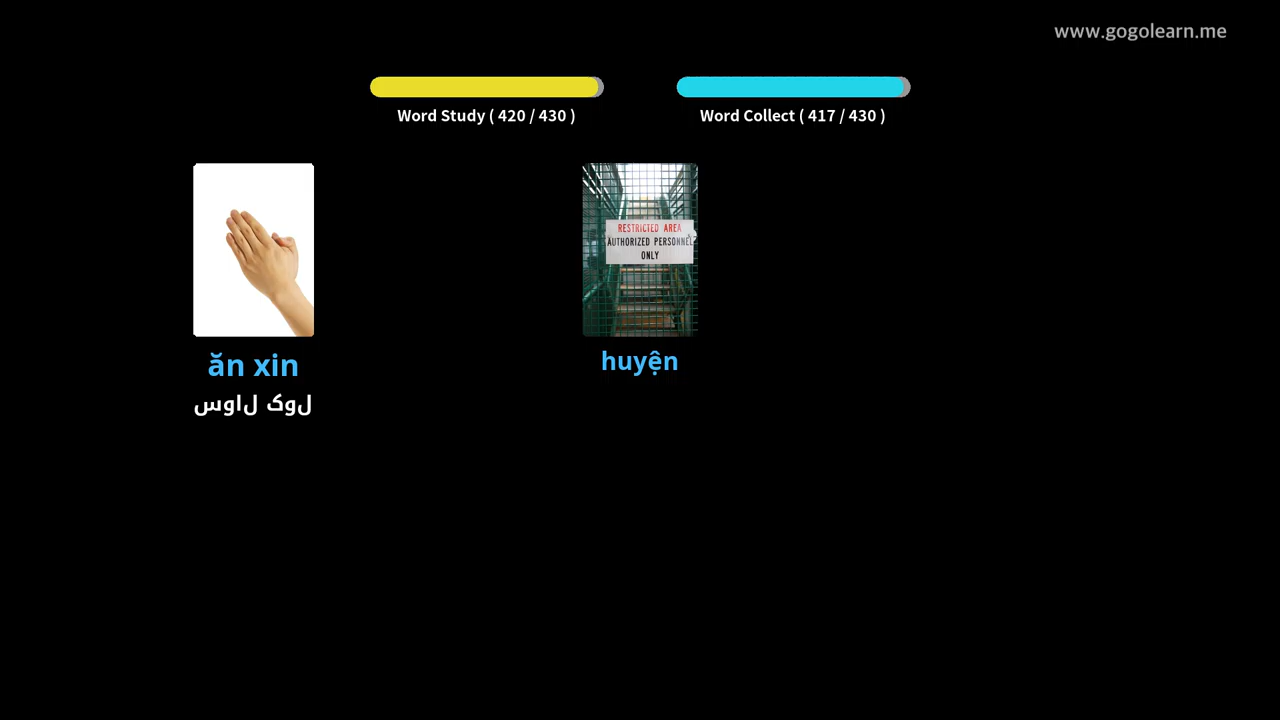 www.gogolearn.me
Word Study ( 420 / 430 )
Word Collect ( 417 / 430 )
RESTRICTED AREA
AUTHORIZED PERSONNEL
ONLY
ăn xin
سوال کول
huyện